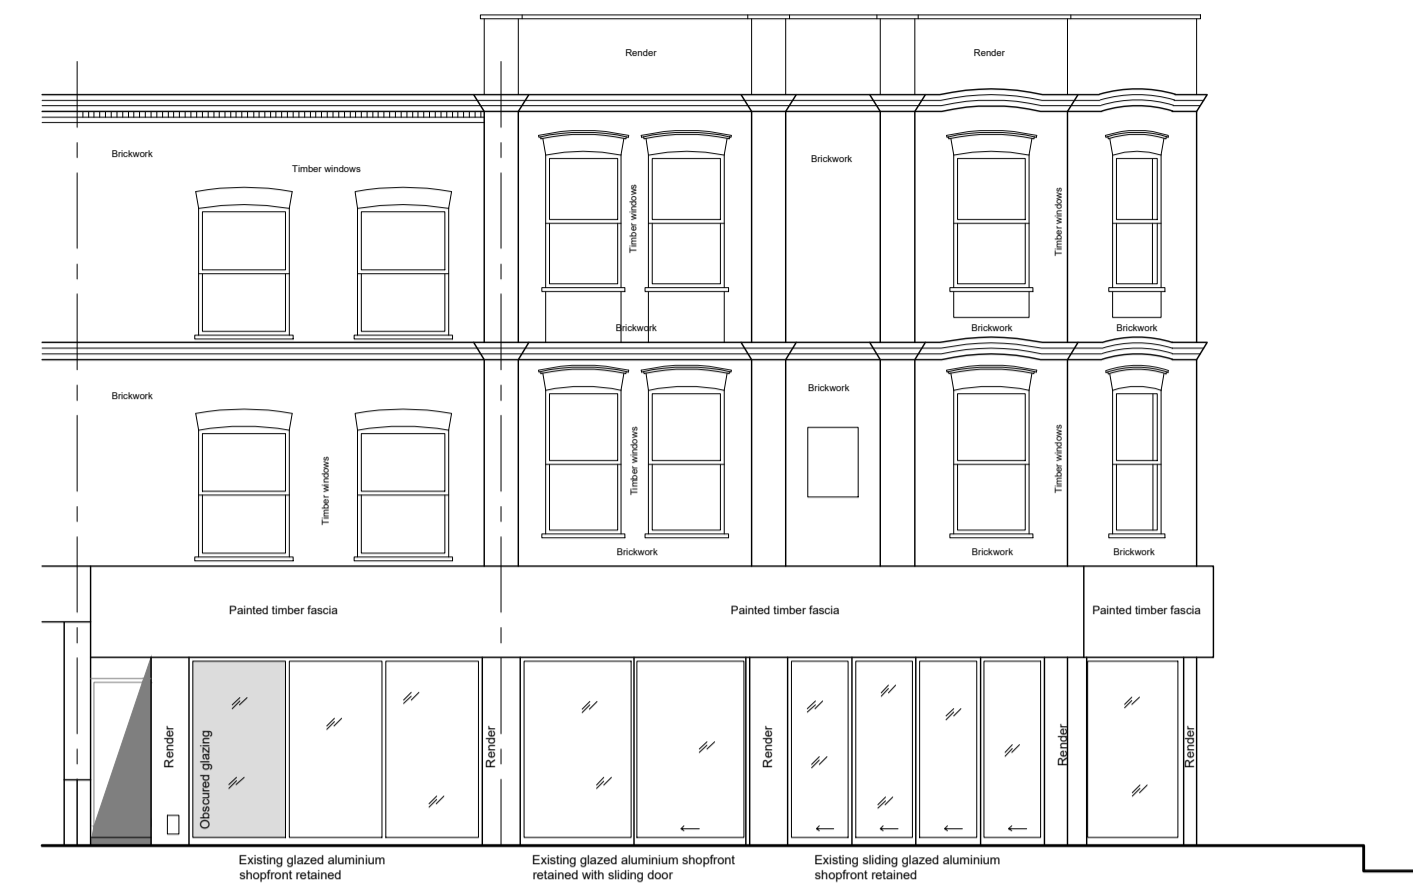 Render
Render
Brickwork
Timber windows
Timber windows
Brickwork
Timber windows
Brickwork
Brickwork
Brickwork
Brickwork
Timber windows
Timber windows
Brickwork
Timber windows
Brickwork
Brickwork
Brickwork
Painted timber fascia
Painted timber fascia
Painted timber fascia
Render
Obscured glazing
Render
Render
Render
Render
Existing glazed aluminium
shopfront retained
Existing glazed aluminium shopfront
retained with sliding door
Existing sliding glazed aluminium
shopfront retained